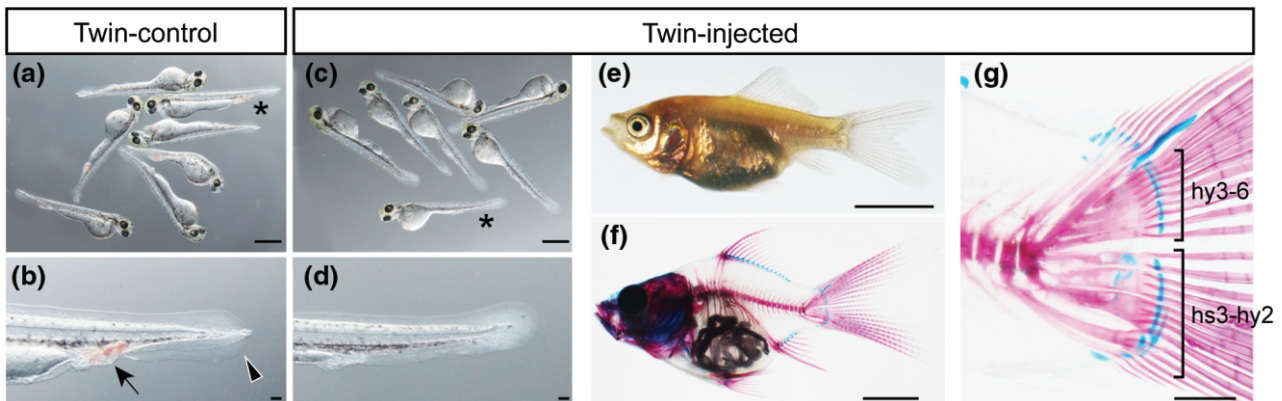 Twin-control
Twin-injected
(a)
*
(c)
*
(e)
(g)
hy3-6
hs3-hy2
(f)
(b)
(d)